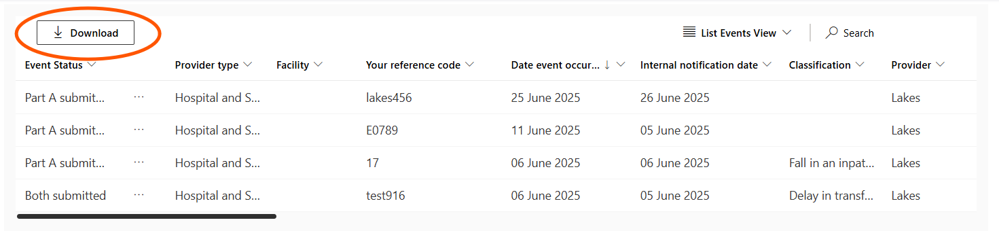 Download List Events View Search
Event Status Provider type Facility Your reference code Date event occur... Internal notification date Classification Provider
Part A submit... ... Hospital and S... lakes456 25 June 2025 26 June 2025 Lakes
Part A submit... ... Hospital and S... E0789 11 June 2025 05 June 2025 Lakes
Part A submit... ... Hospital and S... 17 06 June 2025 06 June 2025 Fall in an inpat... Lakes
Both submitted ... Hospital and S... test916 06 June 2025 05 June 2025 Delay in transf... Lakes